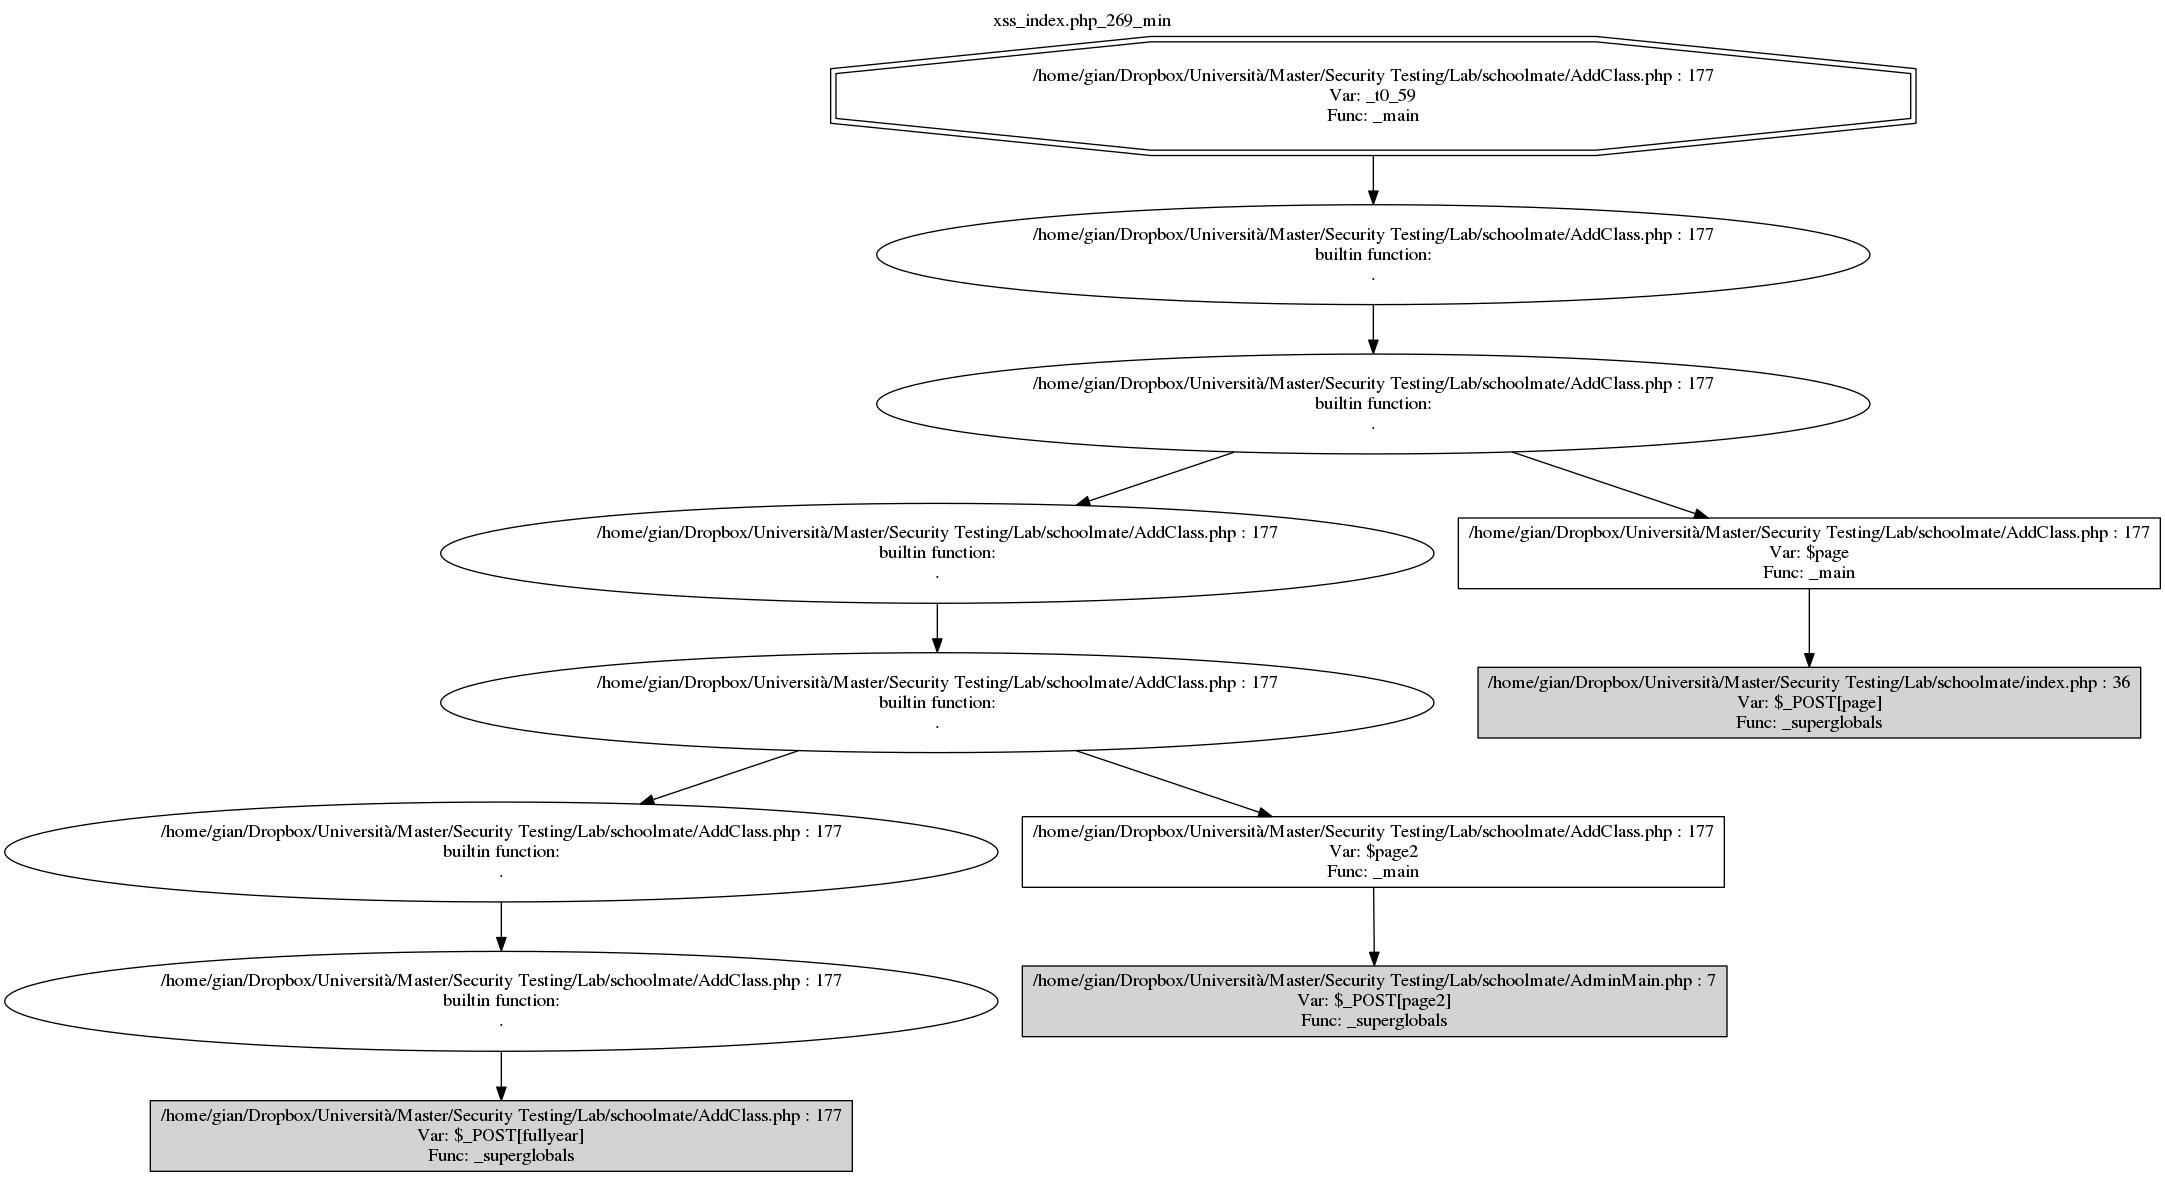 xss_index.php_269_min
/home/gian/Dropbox/Università/Master/Security Testing/Lab/schoolmate/AddClass.php : 177
Var: _t0_59
Func: _main
/home/gian/Dropbox/Università/Master/Security Testing/Lab/schoolmate/AddClass.php : 177
builtin function:
.
/home/gian/Dropbox/Università/Master/Security Testing/Lab/schoolmate/AddClass.php : 177
builtin function:
.
/home/gian/Dropbox/Università/Master/Security Testing/Lab/schoolmate/AddClass.php : 177
builtin function:
.
/home/gian/Dropbox/Università/Master/Security Testing/Lab/schoolmate/AddClass.php : 177
Var: $page
Func: _main
/home/gian/Dropbox/Università/Master/Security Testing/Lab/schoolmate/AddClass.php : 177
builtin function:
.
/home/gian/Dropbox/Università/Master/Security Testing/Lab/schoolmate/index.php : 36
Var: $_POST[page]
Func: _superglobals
/home/gian/Dropbox/Università/Master/Security Testing/Lab/schoolmate/AddClass.php : 177
builtin function:
.
/home/gian/Dropbox/Università/Master/Security Testing/Lab/schoolmate/AddClass.php : 177
Var: $page2
Func: _main
/home/gian/Dropbox/Università/Master/Security Testing/Lab/schoolmate/AddClass.php : 177
builtin function:
.
/home/gian/Dropbox/Università/Master/Security Testing/Lab/schoolmate/AdminMain.php : 7
Var: $_POST[page2]
Func: _superglobals
/home/gian/Dropbox/Università/Master/Security Testing/Lab/schoolmate/AddClass.php : 177
Var: $_POST[fullyear]
Func: _superglobals